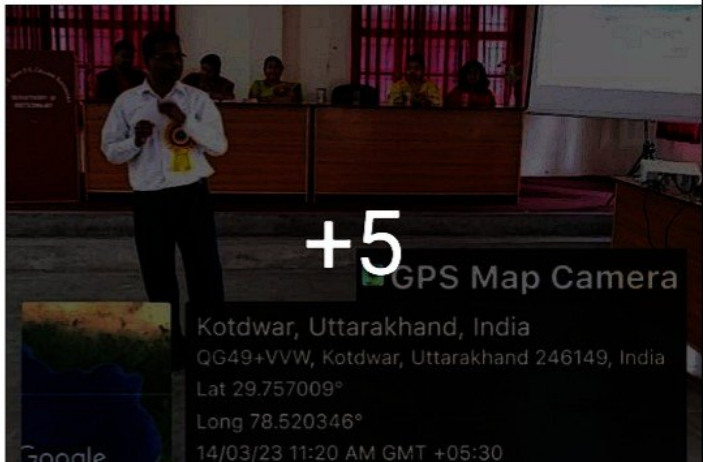 +5
GPS Map Camera
Kotdwar, Uttarakhand, India
QG49+VVW, Kotdwar, Uttarakhand 246149, India
Lat 29.757009°
Long 78.520346°
14/03/23 11:20 AM GMT +05:30
Google